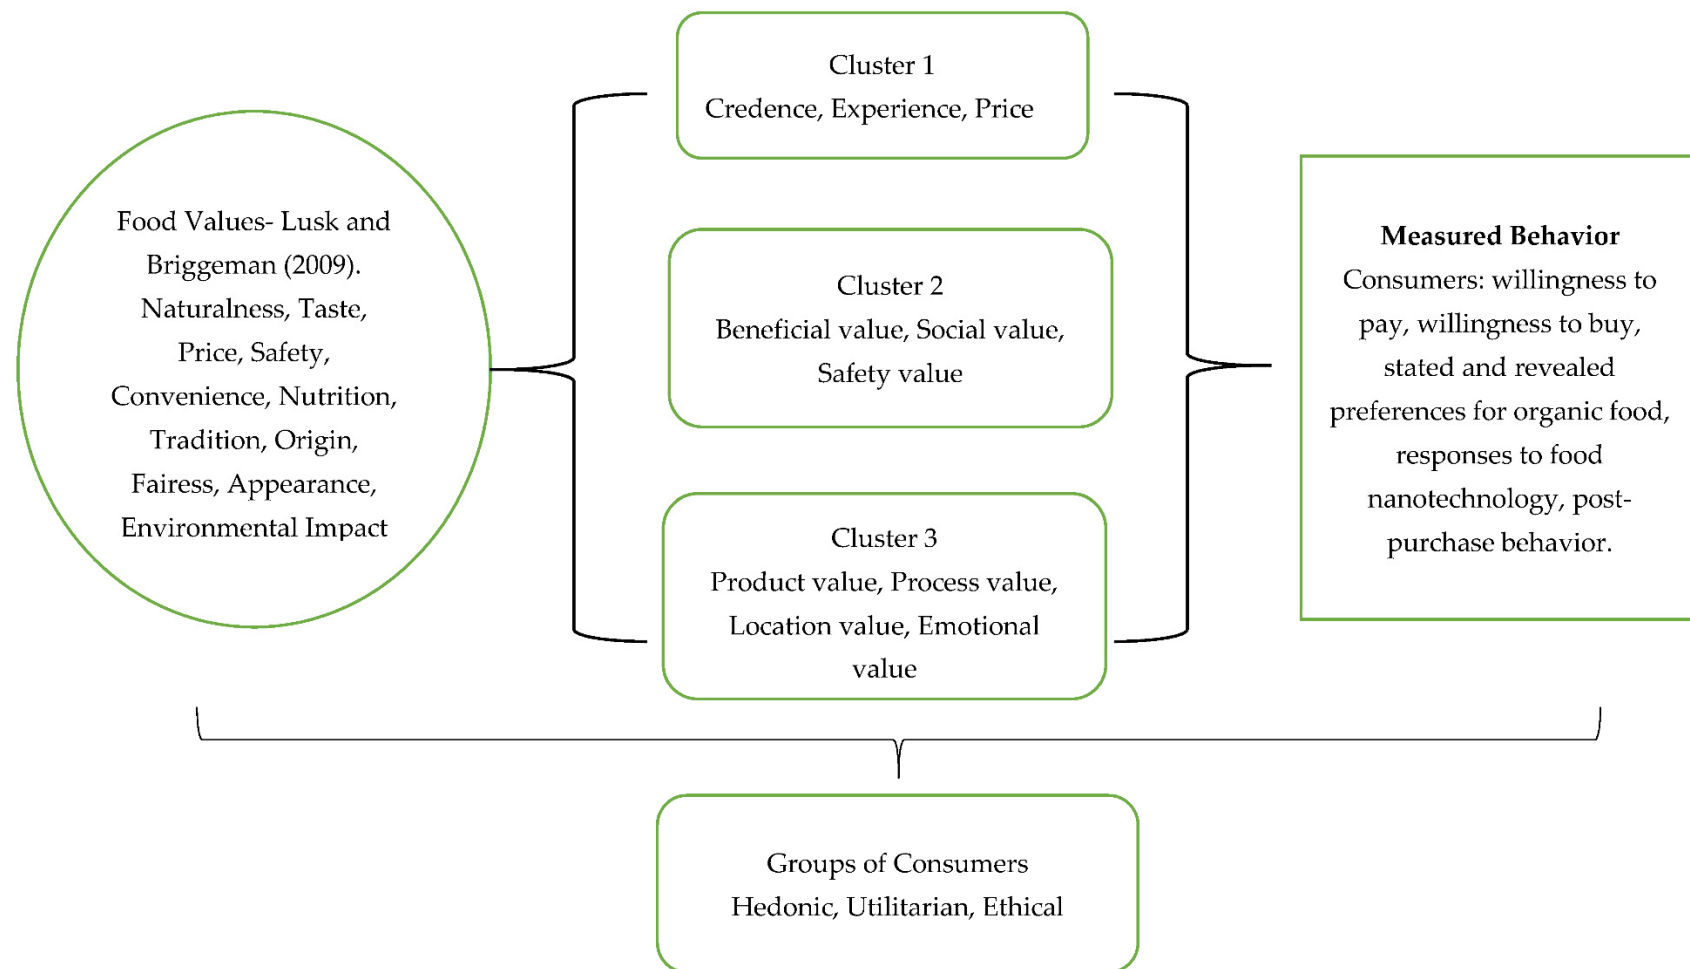 Food Values- Lusk and
Briggeman (2009).
Naturalness, Taste,
Price, Safety,
Convenience, Nutrition,
Tradition, Origin,
Fairess, Appearance,
Environmental Impact
Cluster 1
Credence, Experience, Price
Cluster 2
Beneficial value, Social value,
Safety value
Cluster 3
Product value, Process value,
Location value, Emotional
value
Measured Behavior
Consumers: willingness to
pay, willingness to buy,
stated and revealed
preferences for organic food,
responses to food
nanotechnology, post-
purchase behavior.
Groups of Consumers
Hedonic, Utilitarian, Ethical